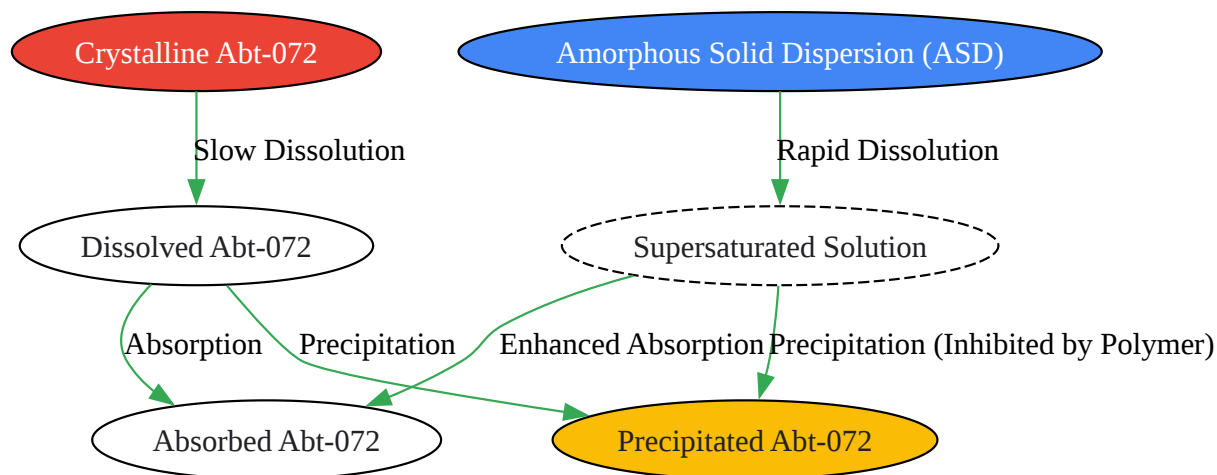 Crystalline Abt-072
Amorphous Solid Dispersion (ASD)
Slow Dissolution
Rapid Dissolution
Dissolved Abt-072
Supersaturated Solution
Absorption
Precipitation
Enhanced Absorption
Precipitation (Inhibited by Polymer)
Absorbed Abt-072
Precipitated Abt-072